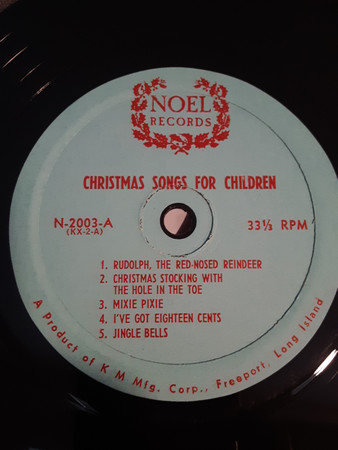 NOEL
RECORDS
CHRISTMAS SONGS FOR CHILDREN
N-2003-A
(KX-2-A)
33⅓ RPM
1. RUDOLPH, THE RED-NOSED REINDEER
2. CHRISTMAS STOCKING WITH
THE HOLE IN THE TOE
3. MIXIE PIXIE
4. I'VE GOT EIGHTEEN CENTS
5. JINGLE BELLS
A Product of K M Mfg. Corp., Freeport, Long Island